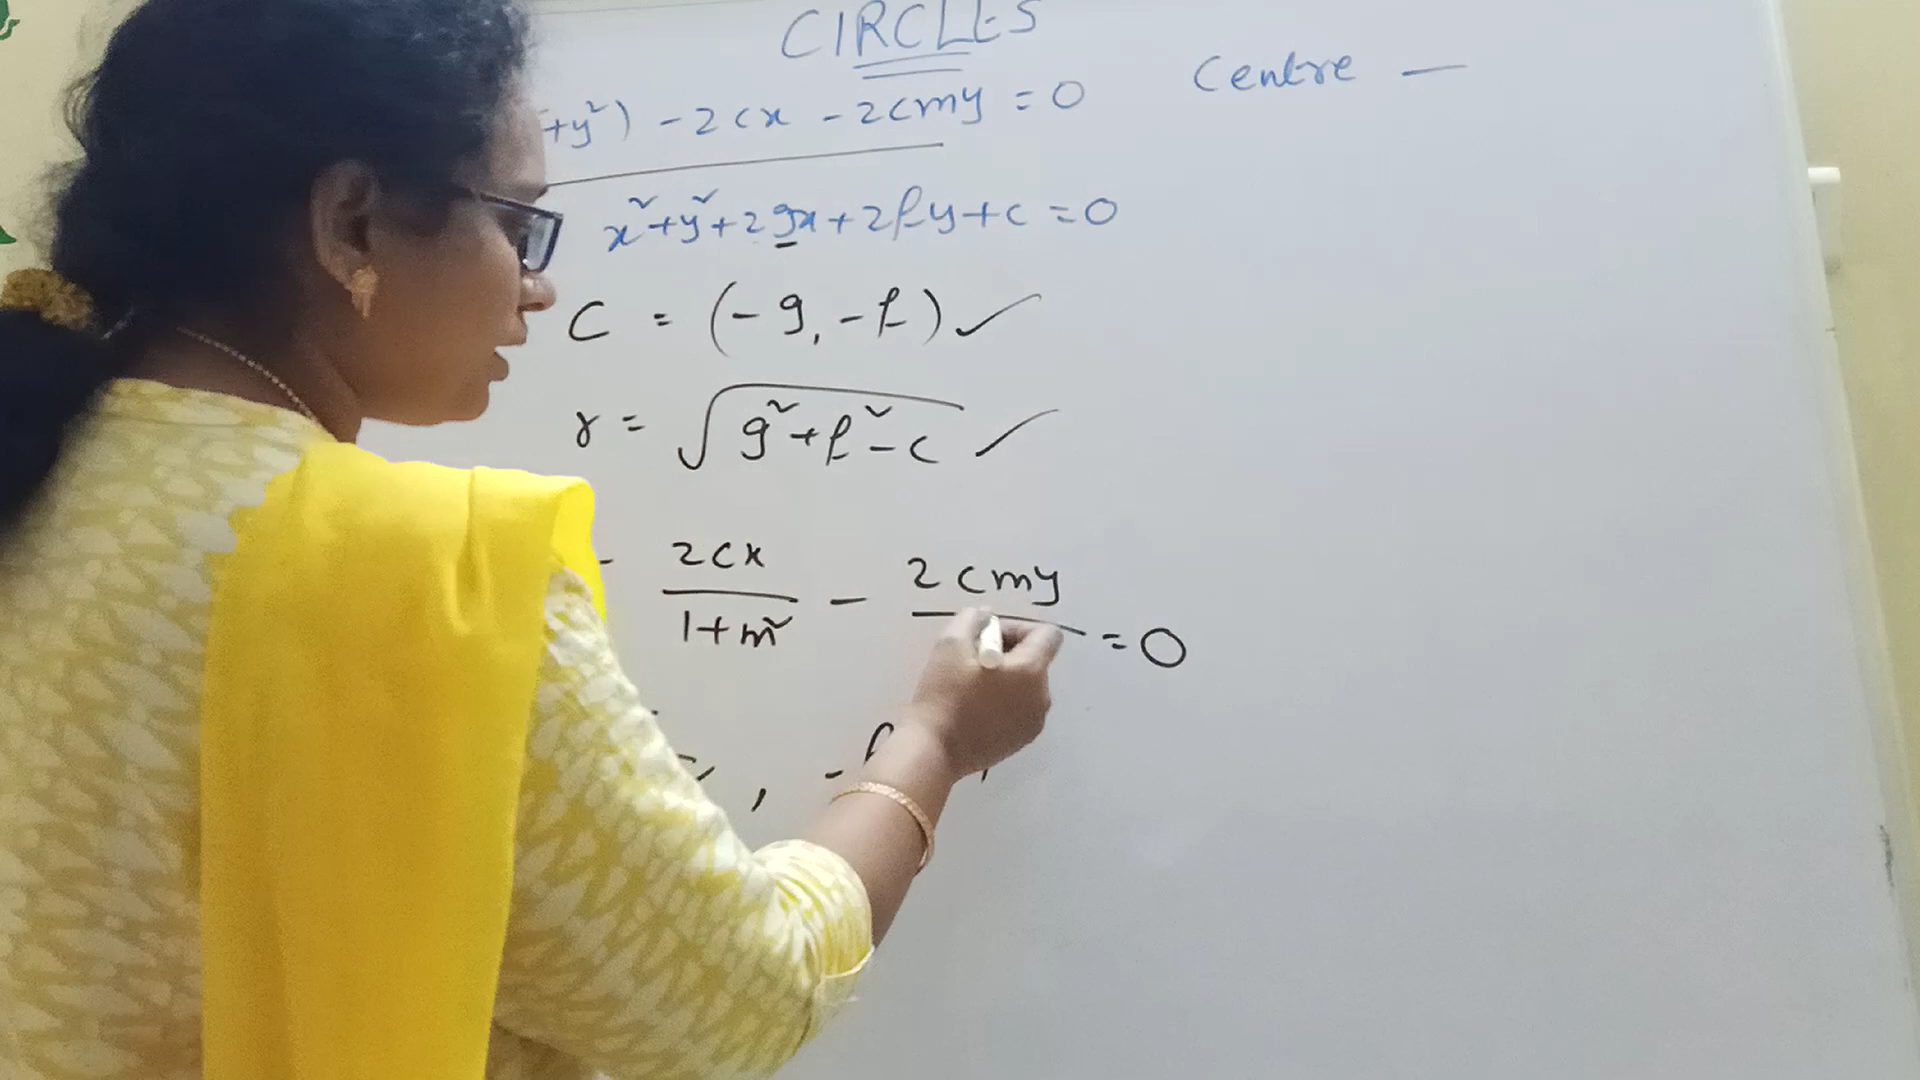 CIRCLES
+y²) - 2cx - 2cmy = 0
Centre —
x²+y²+2gx+2fy+c = 0
C = (-g, -f) ✓
r = √g²+f²-c ✓
- 2cx/1+m² - 2cmy/ = 0
, -f